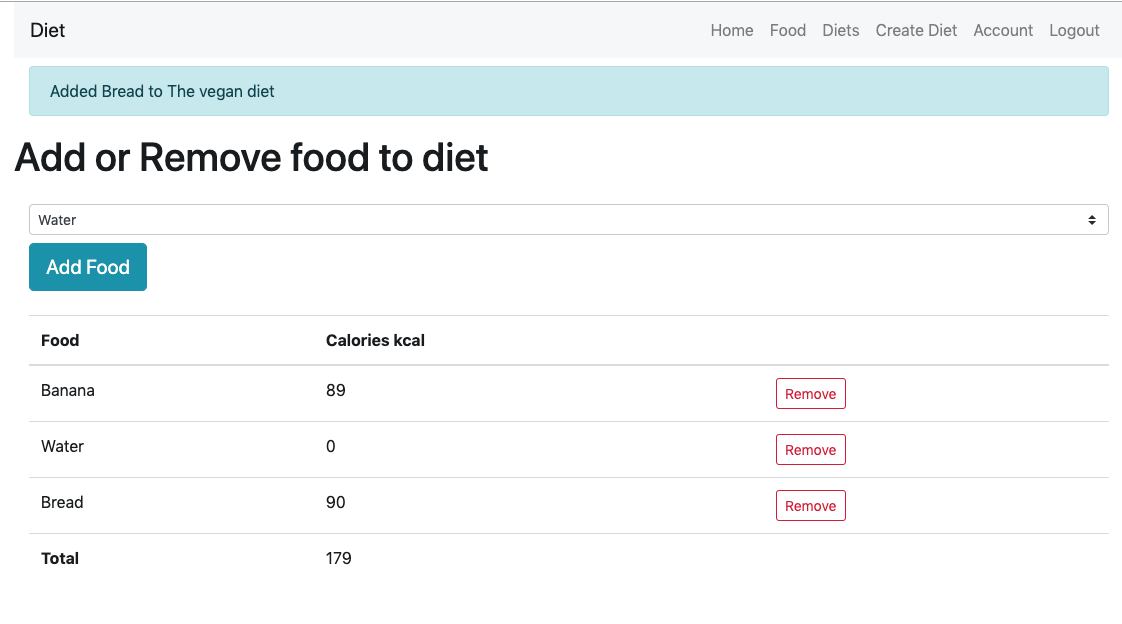 Diet Home Food Diets Create Diet Account Logout
Added Bread to The vegan diet
Add or Remove food to diet
Water
Add Food
Food Calories kcal
Banana 89 Remove
Water 0 Remove
Bread 90 Remove
Total 179